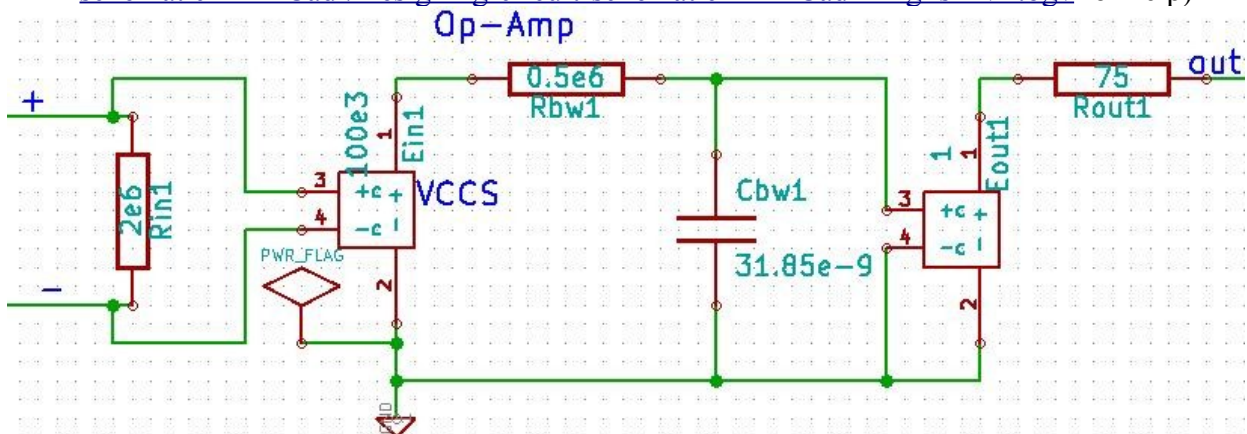 Op-Amp
+
2e6
Rin1
-
3
4
100e3
1
Ein1
+c +
-c -
VCCS
PWR_FLAG
2
GND
0.5e6
Rbw1
Cbw1
31.85e-9
3
4
1
1
Eout1
+c +
-c -
2
75
Rout1
out